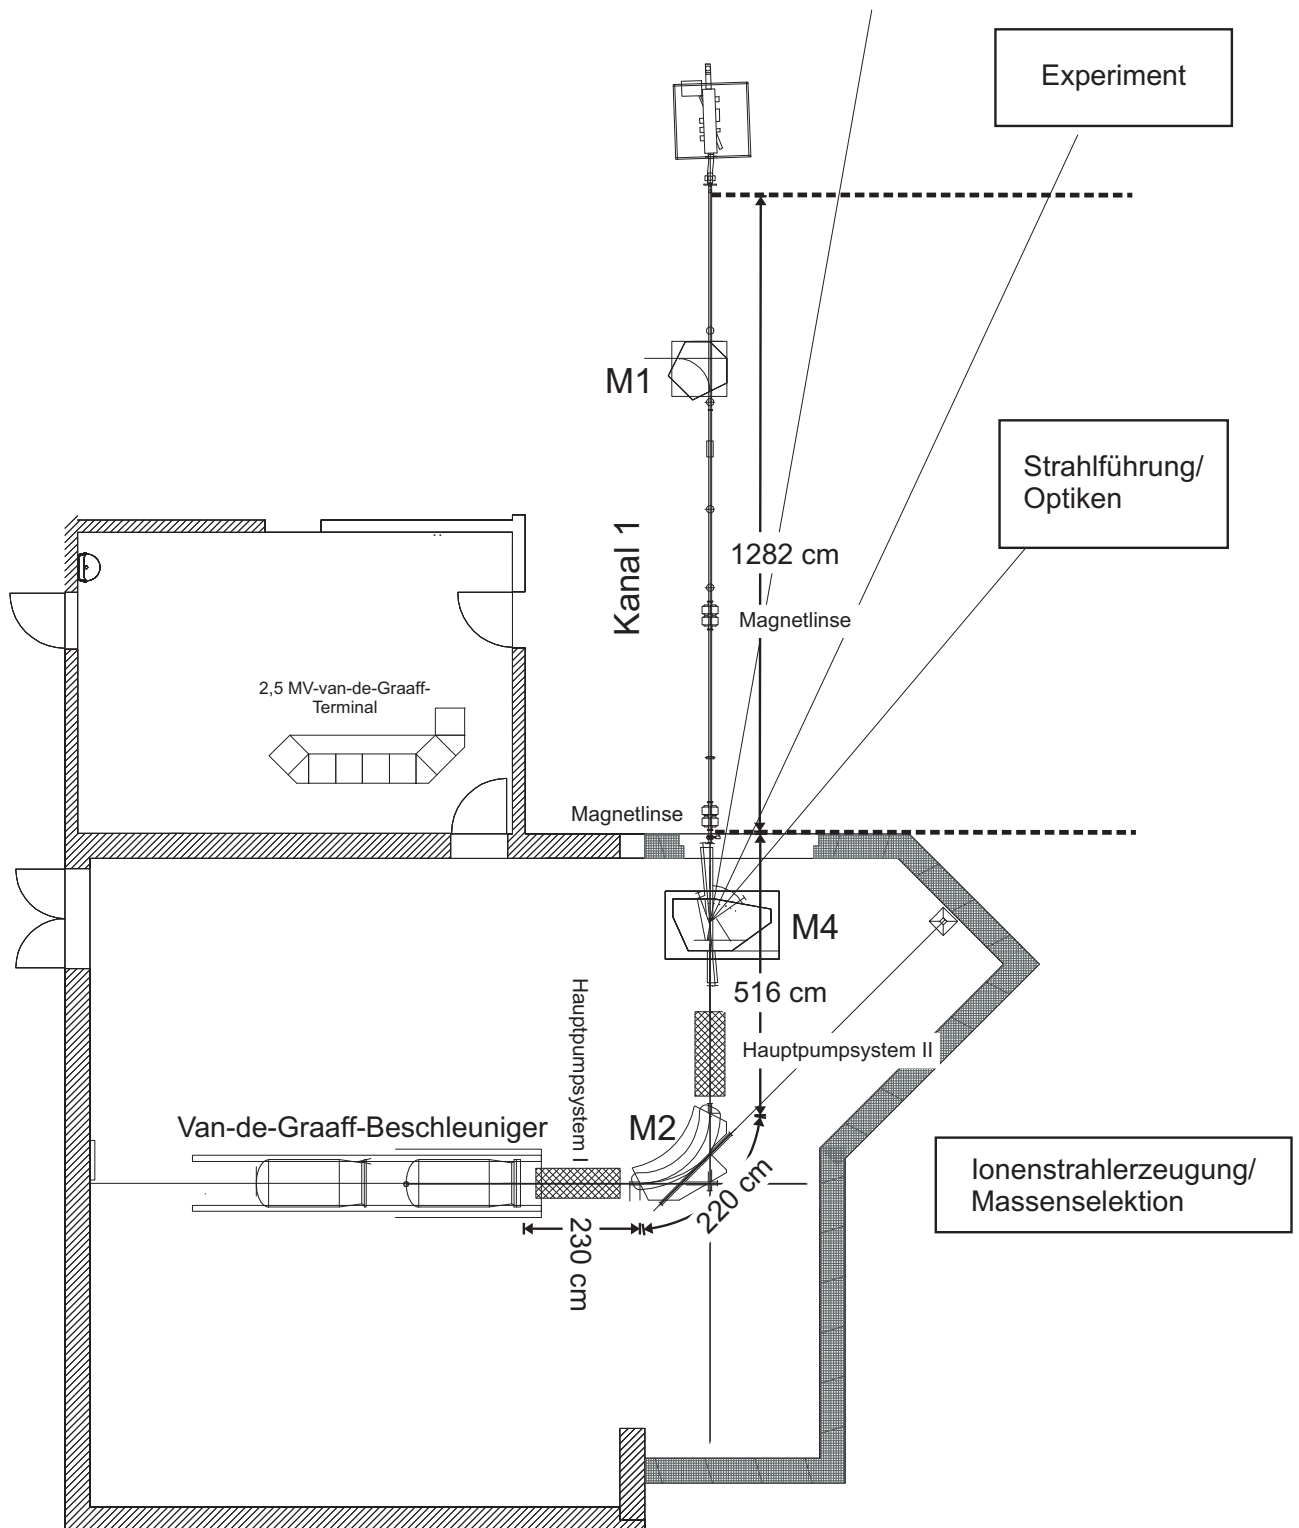 Experiment
M1
Strahlführung/
Optiken
Kanal 1
1282 cm
Magnetlinse
2,5 MV-van-de-Graaff-
Terminal
Magnetlinse
M4
516 cm
Hauptpumpsystem I
Hauptpumpsystem II
Van-de-Graaff-Beschleuniger
M2
220 cm
230 cm
Ionenstrahlerzeugung/
Massenselektion